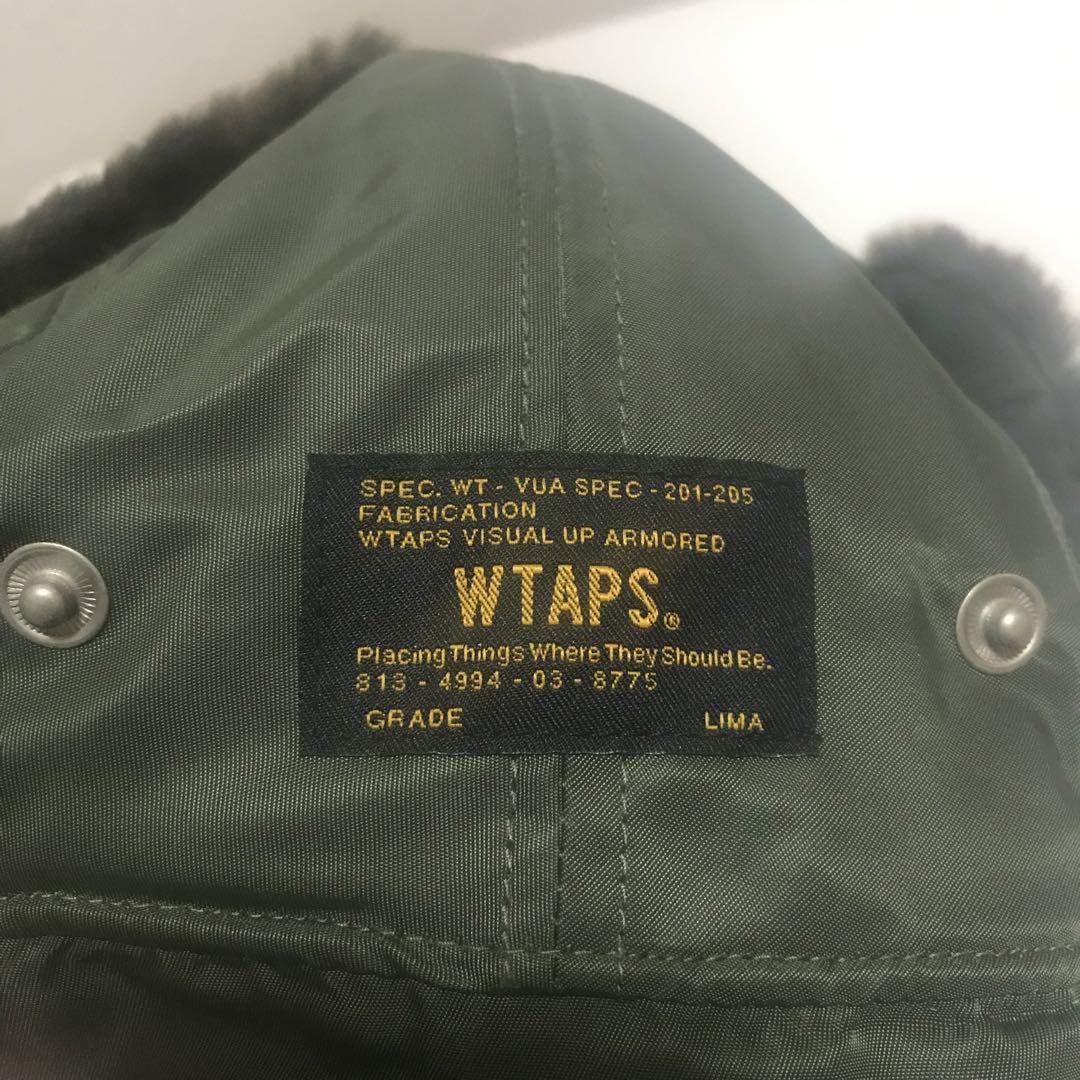 SPEC. WT - VUA SPEC - 201-205
FABRICATION
WTAPS VISUAL UP ARMORED
WTAPS®
Placing Things Where They Should Be.
813 - 4994 - 03 - 8775
GRADE LIMA